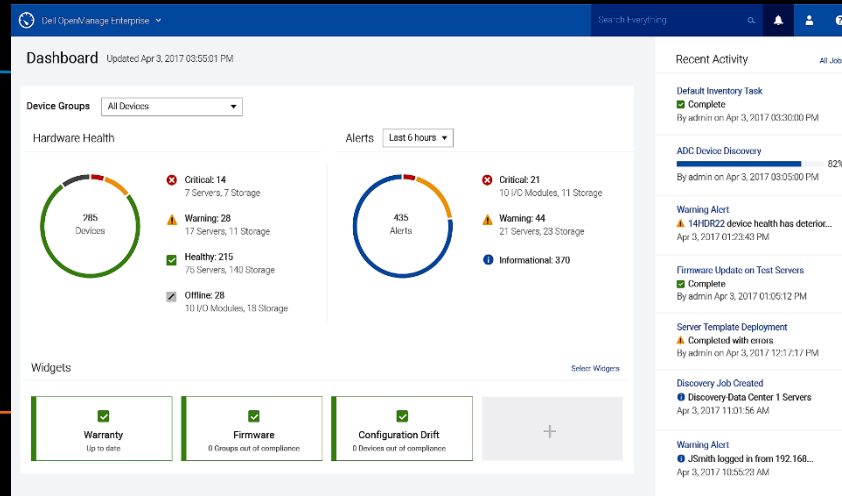 Dell OpenManage Enterprise
Search Everything
Dashboard Updated Apr 3, 2017 03:55:01 PM
Device Groups All Devices
Hardware Health
285
Devices
Critical: 14
7 Servers, 7 Storage
Warning: 28
17 Servers, 11 Storage
Healthy: 215
75 Servers, 140 Storage
Offline: 28
10 I/O Modules, 18 Storage
Alerts Last 6 hours
435
Alerts
Critical: 21
10 I/O Modules, 11 Storage
Warning: 44
21 Servers, 23 Storage
Informational: 370
Widgets
Select Widgets
Warranty
Up to date
Firmware
0 Groups out of compliance
Configuration Drift
0 Devices out of compliance
+
Recent Activity
All Job
Default Inventory Task
Complete
By admin on Apr 3, 2017 03:30:00 PM
ADC Device Discovery
82%
By admin on Apr 3, 2017 03:05:00 PM
Warning Alert
14HDR22 device health has deterior...
Apr 3, 2017 01:23:43 PM
Firmware Update on Test Servers
Complete
By admin Apr 3, 2017 01:05:12 PM
Server Template Deployment
Completed with errors
By admin on Apr 3, 2017 12:17:17 PM
Discovery Job Created
Discovery-Data Center 1 Servers
Apr 3, 2017 11:01:56 AM
Warning Alert
JSmith logged in from 192.168...
Apr 3, 2017 10:55:23 AM